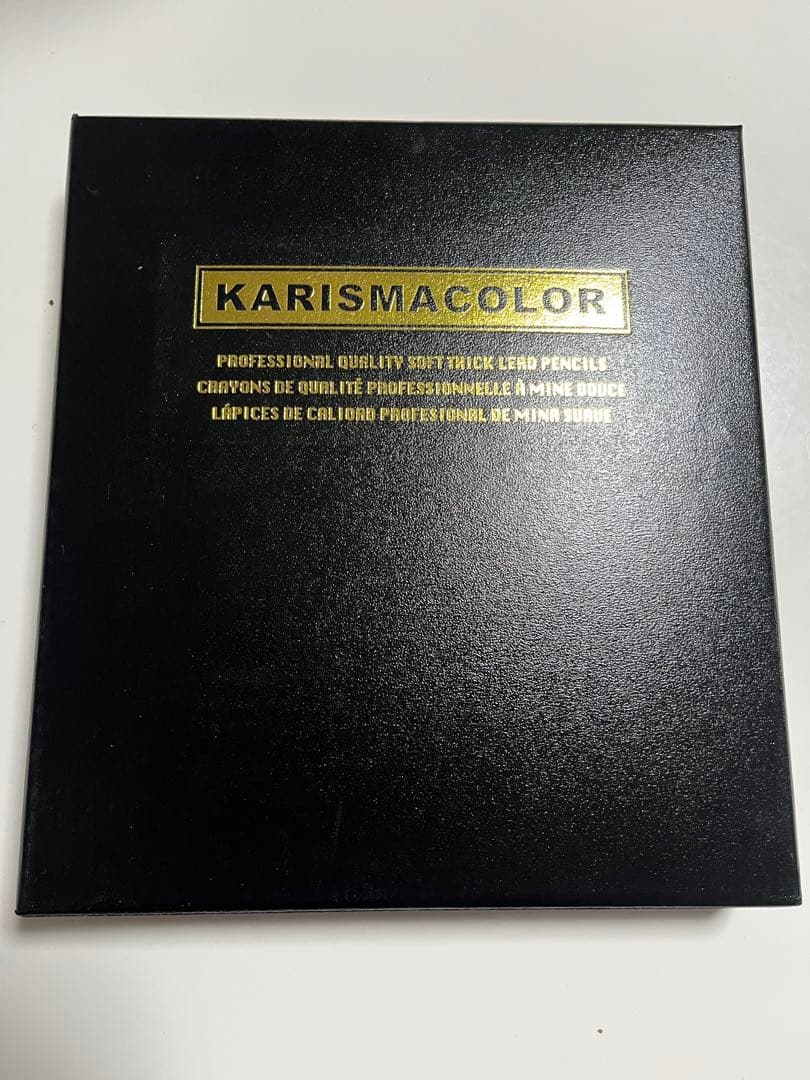 KARISMACOLOR
PROFESSIONAL QUALITY SOFT THICK LEAD PENCILS
CRAYONS DE QUALITÉ PROFESSIONNELLE À MINE DOUCE
LÁPICES DE CALIDAD PROFESIONAL DE MINA SUAVE